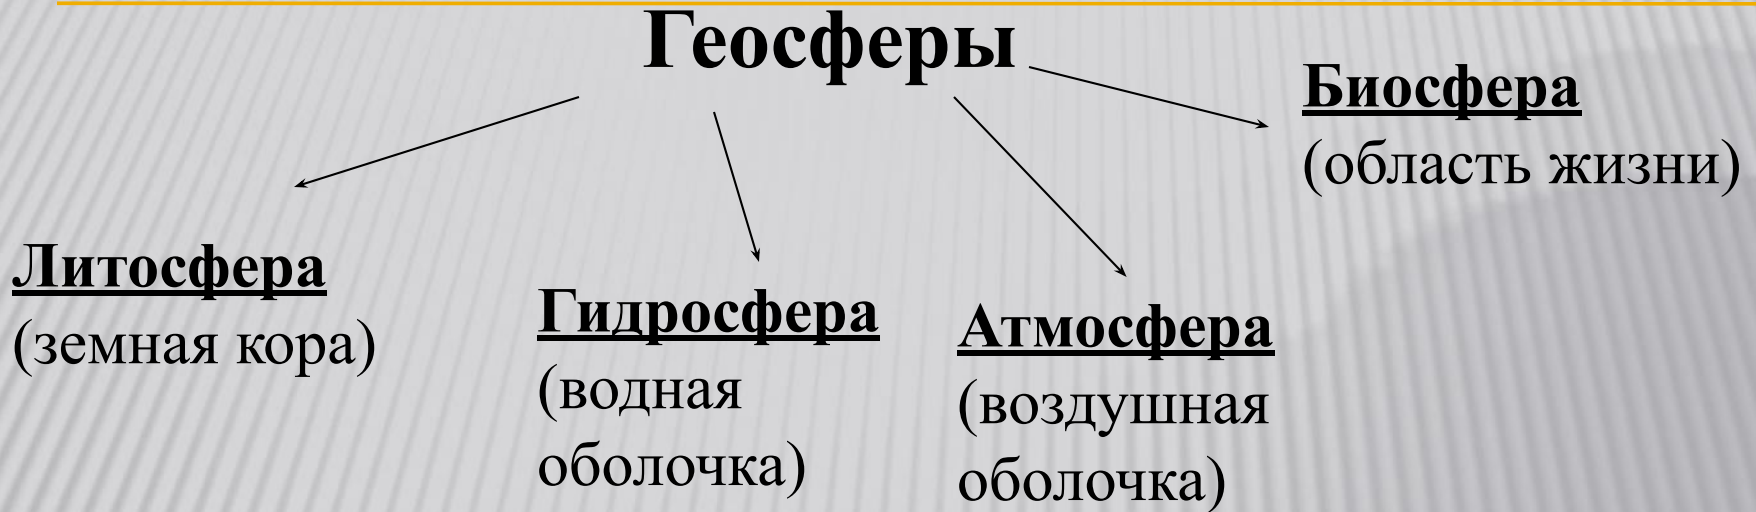 Геосферы
Литосфера
(земная кора)
Гидросфера
(водная
оболочка)
Атмосфера
(воздушная
оболочка)
Биосфера
(область жизни)